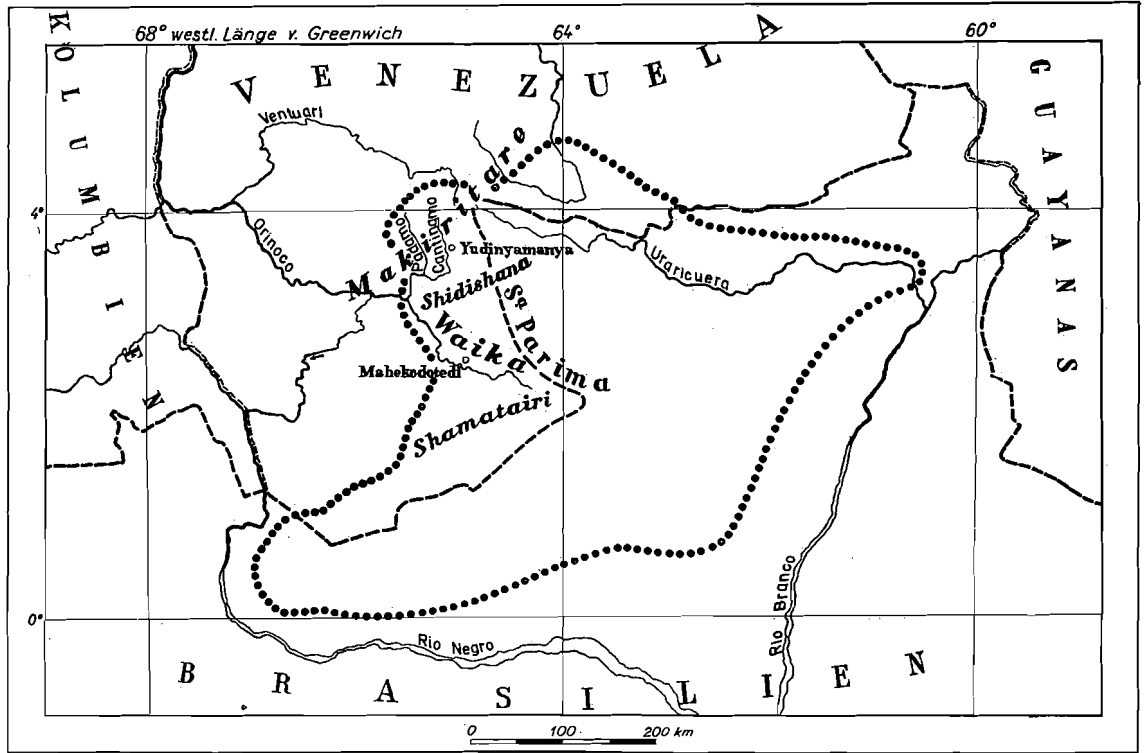 68° westl. Länge v. Greenwich
64°
60°
KOLUMBIEN
VENEZUELA
GUAYANAS
Ventuari
Makiritare
4°
Orinoco
Padamo
Cantinamo
Yudinyamanya
Uraricuera
Shidishana
Sa Parima
Waika
Mahekodotedi
Shamatairi
Rio Branco
0°
Rio Negro
BRASILIEN
0 100 200 km